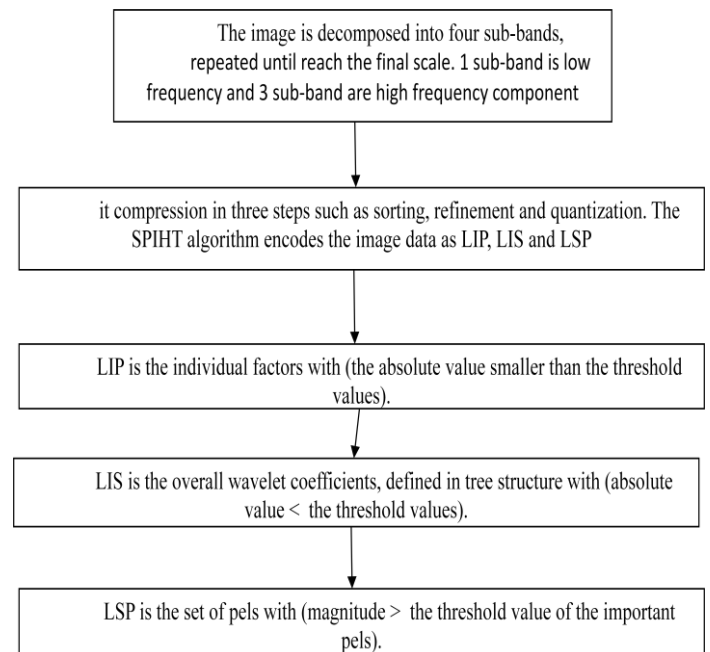 The image is decomposed into four sub-bands,
repeated until reach the final scale. 1 sub-band is low
frequency and 3 sub-band are high frequency component
it compression in three steps such as sorting, refinement and quantization. The
SPIHT algorithm encodes the image data as LIP, LIS and LSP
LIP is the individual factors with (the absolute value smaller than the threshold
values).
LIS is the overall wavelet coefficients, defined in tree structure with (absolute
value < the threshold values).
LSP is the set of pels with (magnitude > the threshold value of the important
pels).